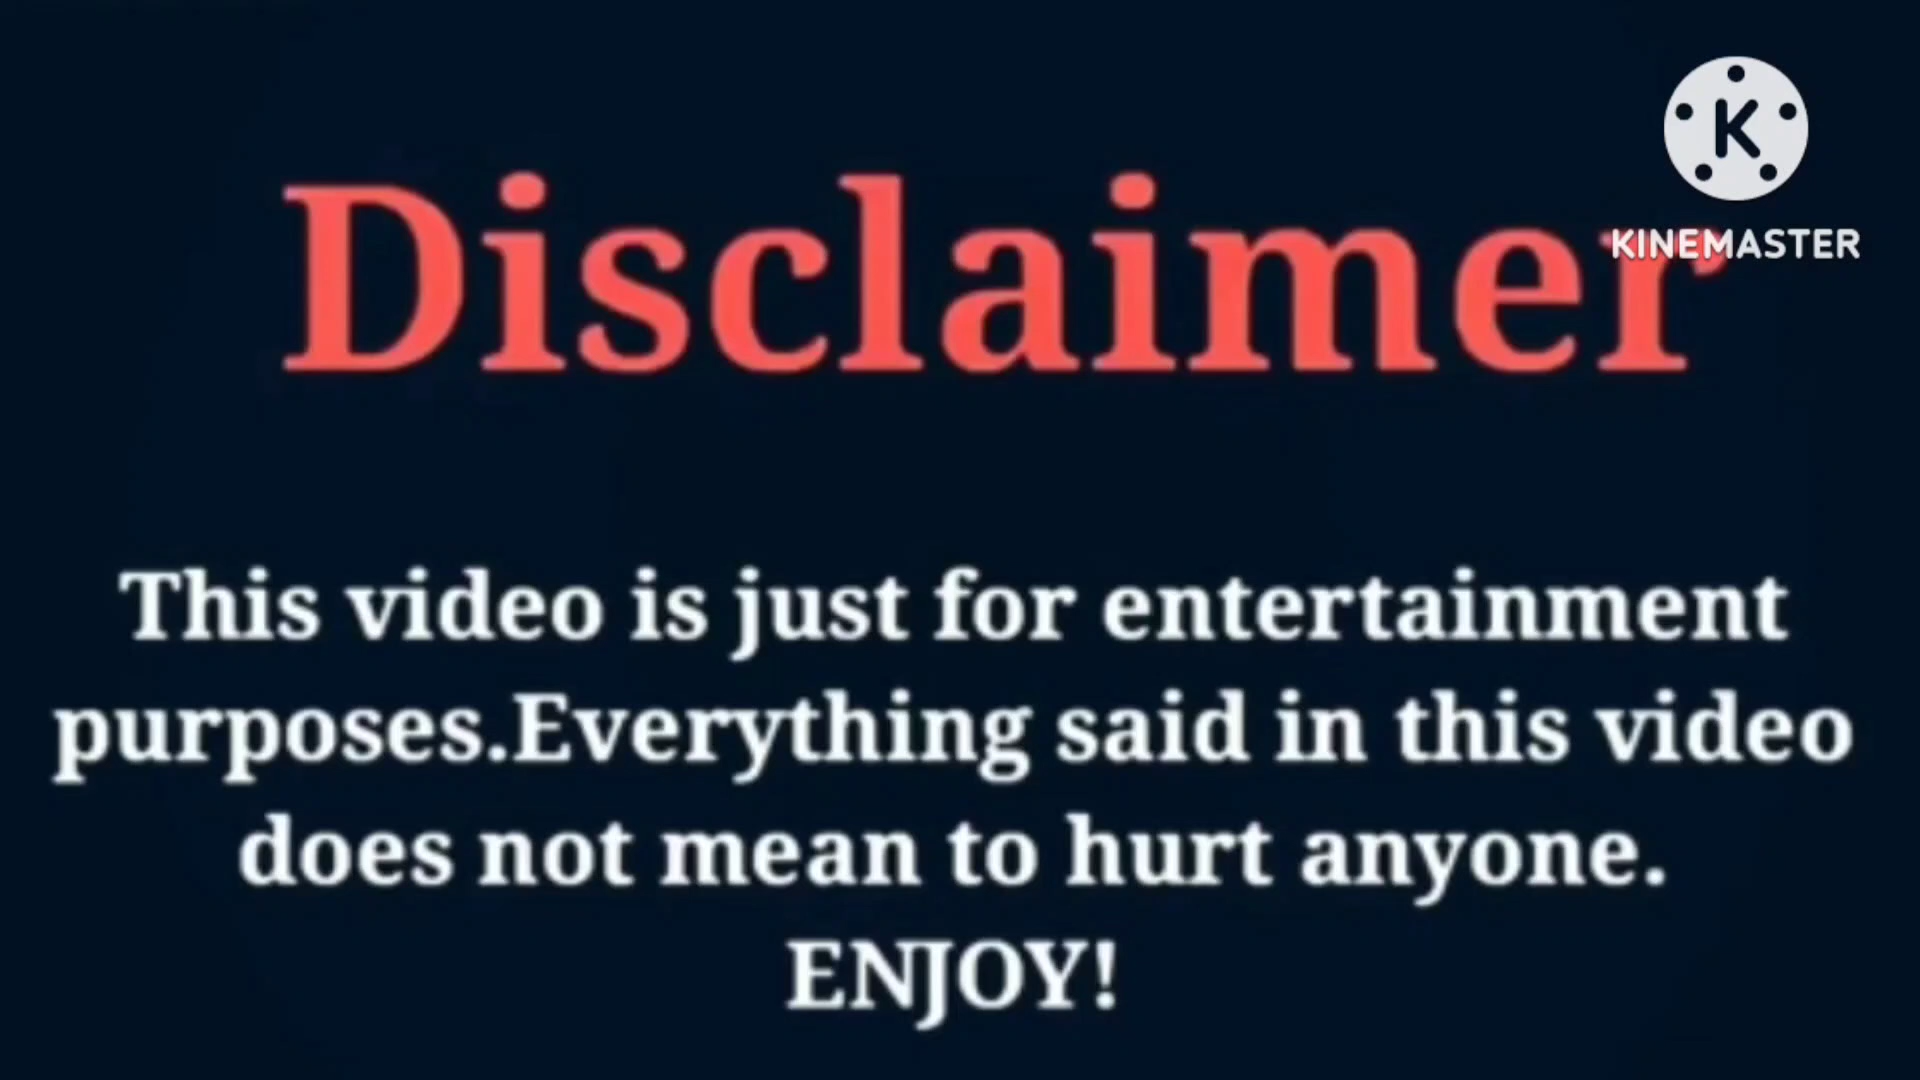 K
KINEMASTER
Disclaimer
This video is just for entertainment
purposes.Everything said in this video
does not mean to hurt anyone.
ENJOY!